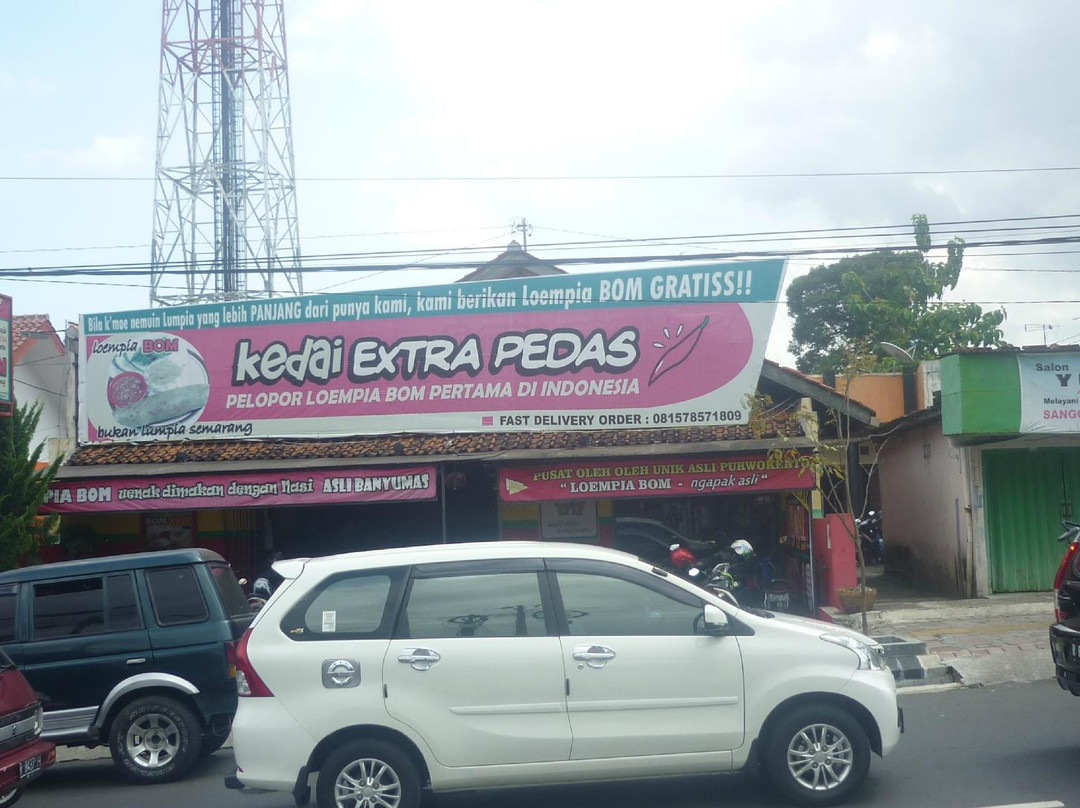 Bila k'moe nemuin lumpia yang lebih PANJANG dari punya kami, kami berikan Loempia BOM GRATISS!!
loempia BOM
kedai EXTRA PEDAS
PELOPOR LOEMPIA BOM PERTAMA DI INDONESIA
bukan lumpia semarang
FAST DELIVERY ORDER : 081578571809
PIA BOM uenak dimakan dengan Nasi ASLI BANYUMAS
PUSAT OLEH OLEH UNIK ASLI PURWOKERTO
" LOEMPIA BOM - ngapak asli "
Salon
Y
Melayani
SANGG